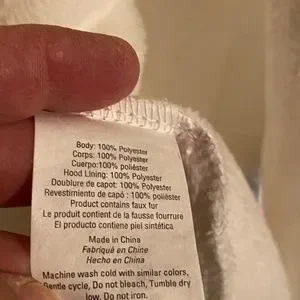 Body: 100% Polyester
Corps: 100% Polyester
Cuerpo:100% poliéster
Hood Lining: 100% Polyester
Doublure de capot: 100% Polyester
Revestimiento de capó : 100% poliéster
Product contains faux fur
Le produit contient de la fausse fourrure
El producto contiene piel sintética
Made in China
Fabriqué en Chine
Hecho en China
Machine wash cold with similar colors,
Gentle cycle, Do not bleach, Tumble dry
low, Do not iron.